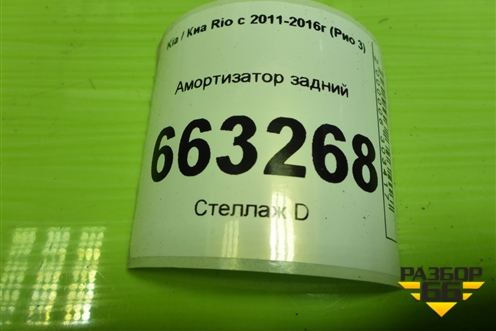 Kia / Киа Rio с 2011-2016г (Рио 3)
Амортизатор задний
663268
Стеллаж D
РАЗБОР
66